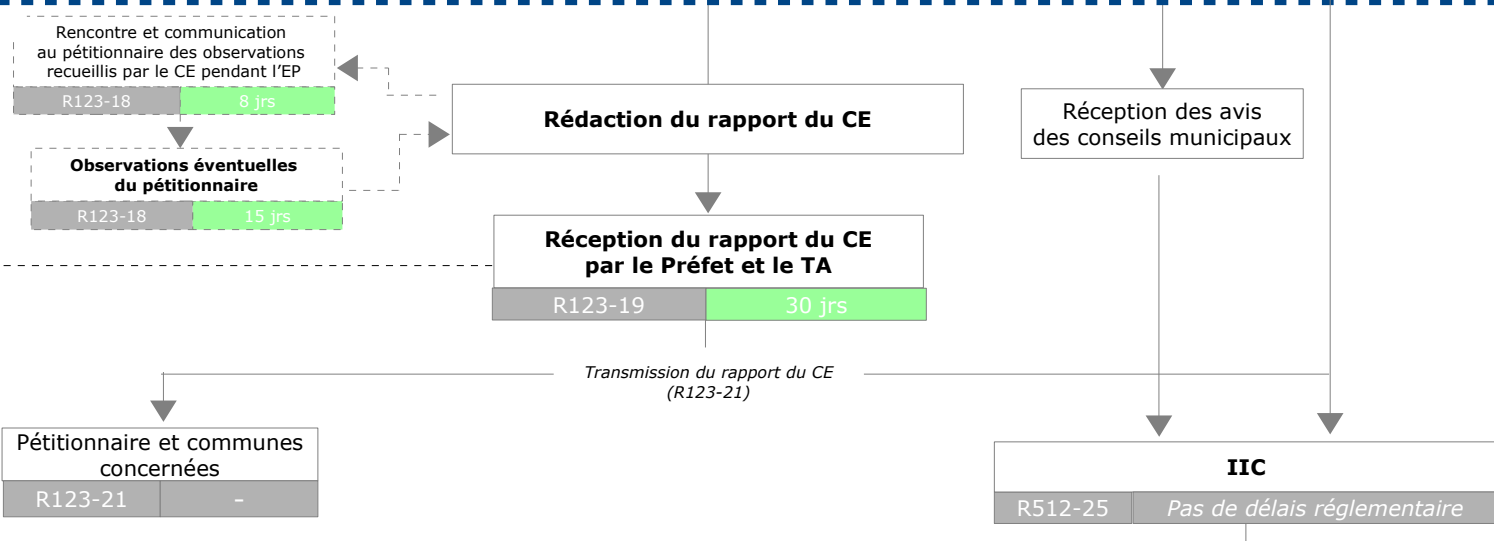 Rencontre et communication
au pétitionnaire des observations
recueillis par le CE pendant l'EP
R123-18 8 jrs
Observations éventuelles
du pétitionnaire
R123-18 15 jrs
Rédaction du rapport du CE
Réception des avis
des conseils municipaux
Réception du rapport du CE
par le Préfet et le TA
R123-19 30 jrs
Transmission du rapport du CE
(R123-21)
Pétitionnaire et communes
concernées
R123-21 -
IIC
R512-25 Pas de délais réglementaire